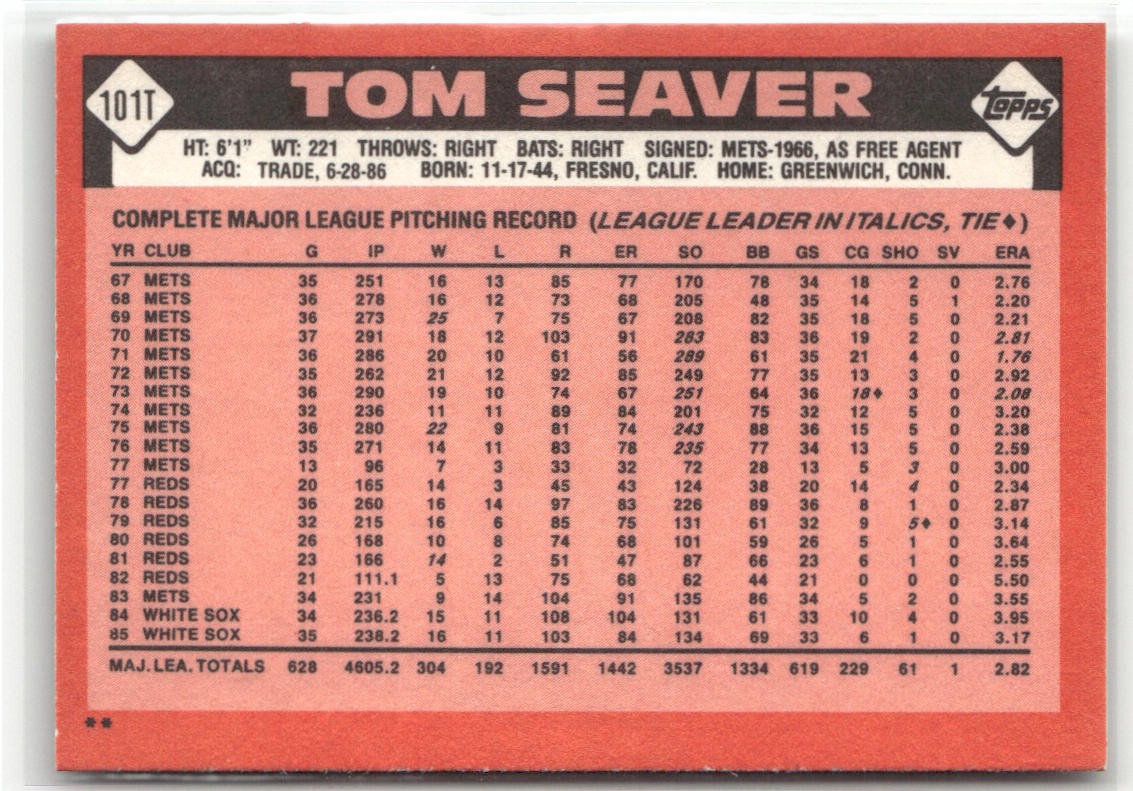 101T TOM SEAVER Topps
HT: 6'1" WT: 221 THROWS: RIGHT BATS: RIGHT SIGNED: METS-1966, AS FREE AGENT
ACQ: TRADE, 6-28-86 BORN: 11-17-44, FRESNO, CALIF. HOME: GREENWICH, CONN.
COMPLETE MAJOR LEAGUE PITCHING RECORD (LEAGUE LEADER IN ITALICS, TIE♦)
YR CLUB G IP W L R ER SO BB GS CG SHO SV ERA
67 METS 35 251 16 13 85 77 170 78 34 18 2 0 2.76
68 METS 36 278 16 12 73 68 205 48 35 14 5 1 2.20
69 METS 36 273 25 7 75 67 208 82 35 18 5 0 2.21
70 METS 37 291 18 12 103 91 283 83 36 19 2 0 2.81
71 METS 36 286 20 10 61 56 289 61 35 21 4 0 1.76
72 METS 35 262 21 12 92 85 249 77 35 13 3 0 2.92
73 METS 36 290 19 10 74 67 251 64 36 18♦ 3 0 2.08
74 METS 32 236 11 11 89 84 201 75 32 12 5 0 3.20
75 METS 36 280 22 9 81 74 243 88 36 15 5 0 2.38
76 METS 35 271 14 11 83 78 235 77 34 13 5 0 2.59
77 METS 13 96 7 3 33 32 72 28 13 5 3 0 3.00
77 REDS 20 165 14 3 45 43 124 38 20 14 4 0 2.34
78 REDS 36 260 16 14 97 83 226 89 36 8 1 0 2.87
79 REDS 32 215 16 6 85 75 131 61 32 9 5♦ 0 3.14
80 REDS 26 168 10 8 74 68 101 59 26 5 1 0 3.64
81 REDS 23 166 14 2 51 47 87 66 23 6 1 0 2.55
82 REDS 21 111.1 5 13 75 68 62 44 21 0 0 0 5.50
83 METS 34 231 9 14 104 91 135 86 34 5 2 0 3.55
84 WHITE SOX 34 236.2 15 11 108 104 131 61 33 10 4 0 3.95
85 WHITE SOX 35 238.2 16 11 103 84 134 69 33 6 1 0 3.17
MAJ.LEA.TOTALS 628 4605.2 304 192 1591 1442 3537 1334 619 229 61 1 2.82
**